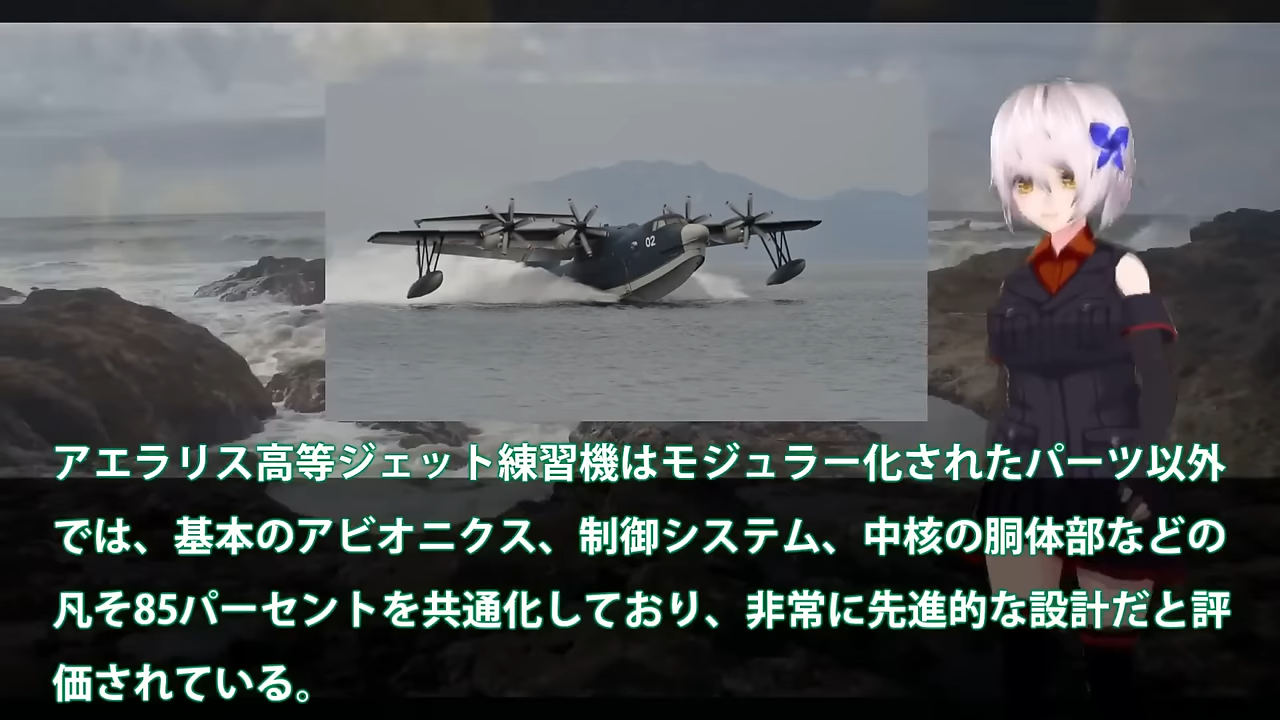 02
アエラリス高等ジェット練習機はモジュラー化されたパーツ以外
では、基本のアビオニクス、制御システム、中核の胴体部などの
凡そ85パーセントを共通化しており、非常に先進的な設計だと評
価されている。